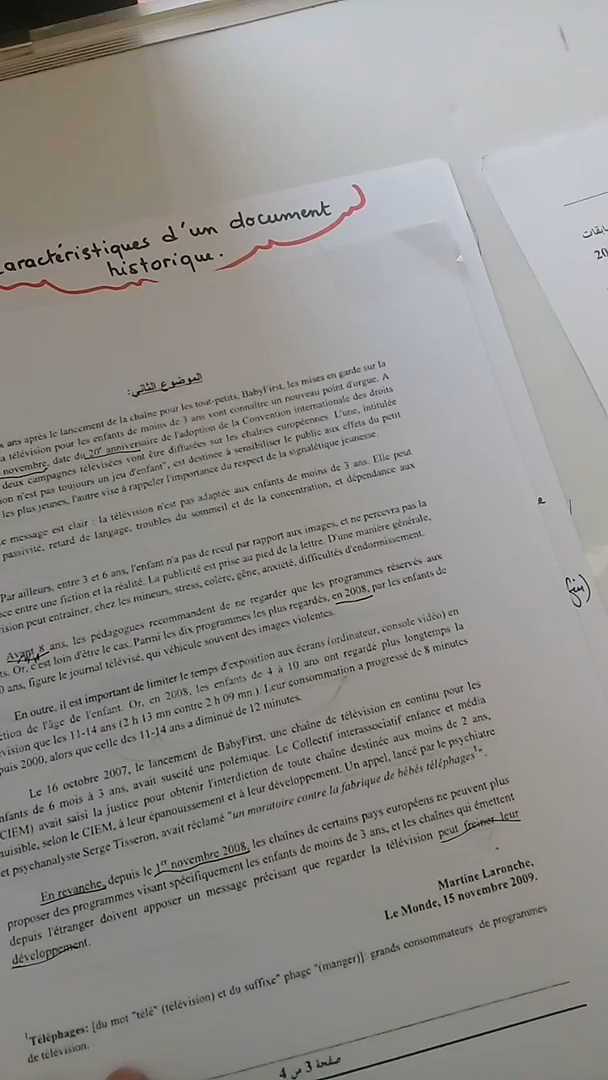 caractéristiques d'un document
historique.
الموضوع الثاني:
ans après le lancement de la chaîne pour les tout-petits, BabyFirst, les mises en garde sur la
télévision pour les enfants de moins de 3 ans vont connaître un nouveau point d'orgue. A
novembre, date du 20e anniversaire de l'adoption de la Convention internationale des droits
deux campagnes télévisées vont être diffusées sur les chaînes européennes. L'une, intitulée
n'est pas toujours un jeu d'enfant", est destinée à sensibiliser le public aux effets du petit
les plus jeunes, l'autre vise à rappeler l'importance du respect de la signalétique jeunesse.
message est clair : la télévision n'est pas adaptée aux enfants de moins de 3 ans. Elle peut
passivité, retard de langage, troubles du sommeil et de la concentration, et dépendance aux
Par ailleurs, entre 3 et 6 ans, l'enfant n'a pas de recul par rapport aux images, et ne percevra pas la
entre une fiction et la réalité. La publicité est prise au pied de la lettre. D'une manière générale,
peut entraîner, chez les mineurs, stress, colère, gêne, anxiété, difficultés d'endormissement.
Avant 8 ans, les pédagogues recommandent de ne regarder que les programmes réservés aux
Or, c'est loin d'être le cas. Parmi les dix programmes les plus regardés, en 2008, par les enfants de
ans, figure le journal télévisé, qui véhicule souvent des images violentes.
En outre, il est important de limiter le temps d'exposition aux écrans (ordinateur, console vidéo) en
de l'âge de l'enfant. Or, en 2008, les enfants de 4 à 10 ans ont regardé plus longtemps la
que les 11-14 ans (2 h 13 mn contre 2 h 09 mn.). Leur consommation a progressé de 8 minutes
puis 2000, alors que celle des 11-14 ans a diminué de 12 minutes.
Le 16 octobre 2007, le lancement de BabyFirst, une chaîne de télévision en continu pour les
nfants de 6 mois à 3 ans, avait suscité une polémique. Le Collectif interassociatif enfance et média
CIEM) avait saisi la justice pour obtenir l'interdiction de toute chaîne destinée aux moins de 2 ans,
nuisible, selon le CIEM, à leur épanouissement et à leur développement. Un appel, lancé par le psychiatre
et psychanalyste Serge Tisseron, avait réclamé "un moratoire contre la fabrique de bébés téléphages1".
En revanche, depuis le 1er novembre 2008, les chaînes de certains pays européens ne peuvent plus
proposer des programmes visant spécifiquement les enfants de moins de 3 ans, et les chaînes qui émettent
depuis l'étranger doivent apposer un message précisant que regarder la télévision peut freiner leur
développement.
Martine Laronche,
Le Monde, 15 novembre 2009.
1Téléphages: [du mot "télé" (télévision) et du suffixe" phage "(manger)]: grands consommateurs de programmes
de télévision.
صفحة 3 من 4
20